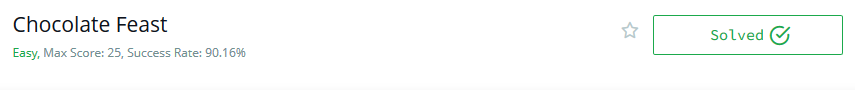 Chocolate Feast
Easy, Max Score: 25, Success Rate: 90.16%
Solved